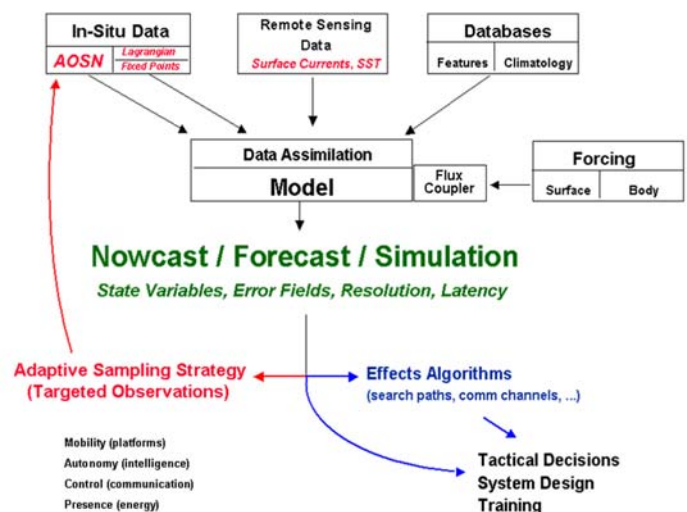 In-Situ Data
AOSN
Lagrangian
Fixed Points
Remote Sensing
Data
Surface Currents, SST
Databases
Features
Climatology
Data Assimilation
Model
Flux
Coupler
Forcing
Surface
Body
Nowcast / Forecast / Simulation
State Variables, Error Fields, Resolution, Latency
Adaptive Sampling Strategy
(Targeted Observations)
Effects Algorithms
(search paths, comm channels, ...)
Mobility (platforms)
Autonomy (intelligence)
Control (communication)
Presence (energy)
Tactical Decisions
System Design
Training